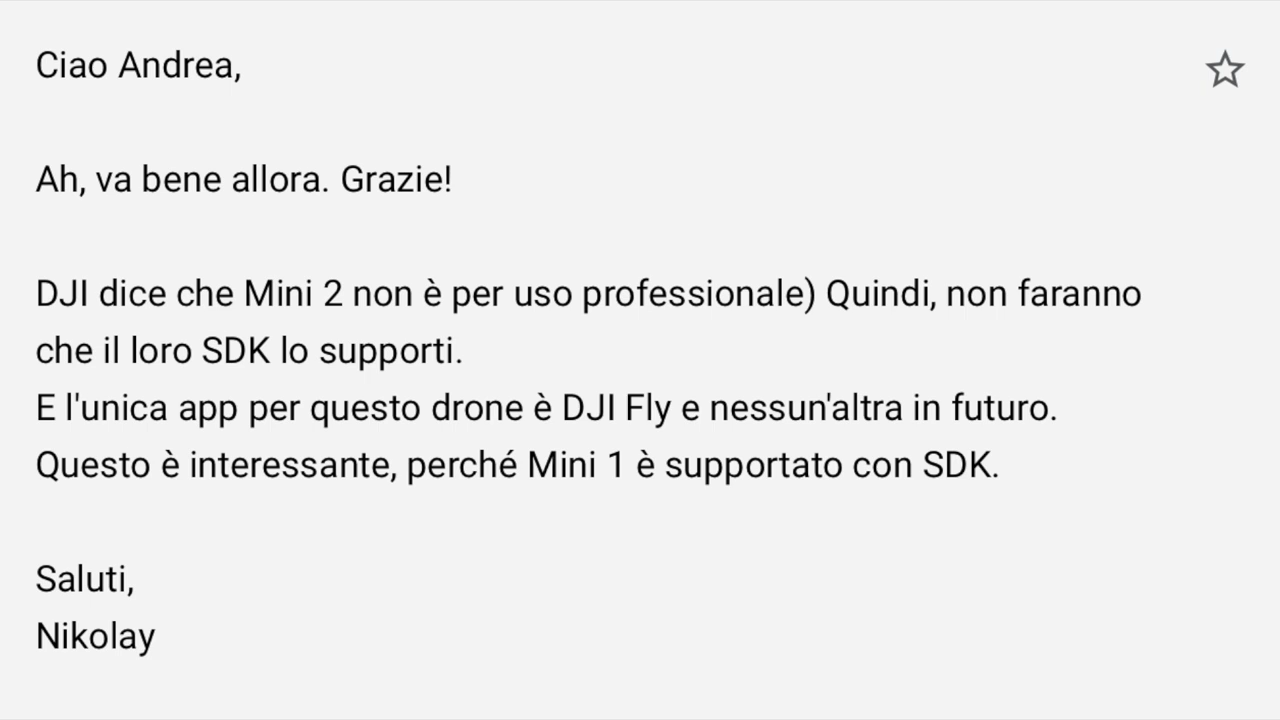 Ciao Andrea,
Ah, va bene allora. Grazie!
DJI dice che Mini 2 non è per uso professionale) Quindi, non faranno
che il loro SDK lo supporti.
E l'unica app per questo drone è DJI Fly e nessun'altra in futuro.
Questo è interessante, perché Mini 1 è supportato con SDK.
Saluti,
Nikolay